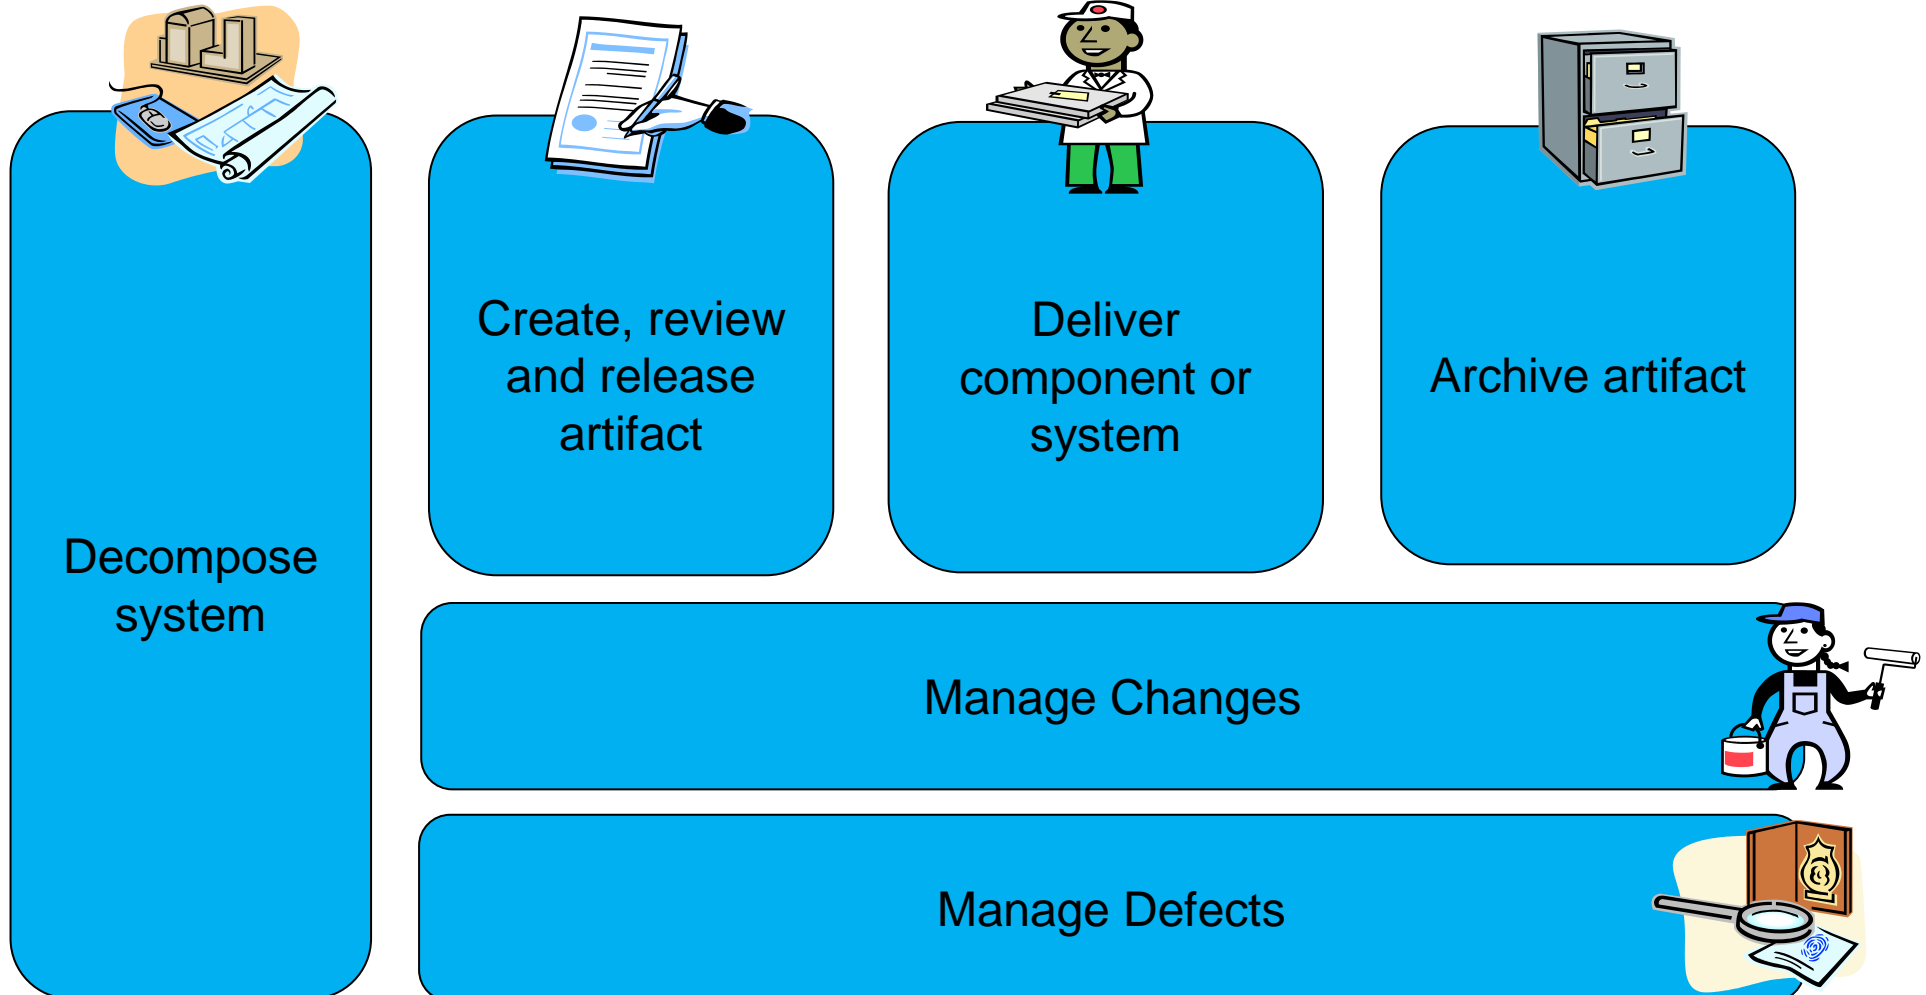 Decompose
system
Create, review
and release
artifact
Deliver
component or
system
Archive artifact
Manage Changes
Manage Defects